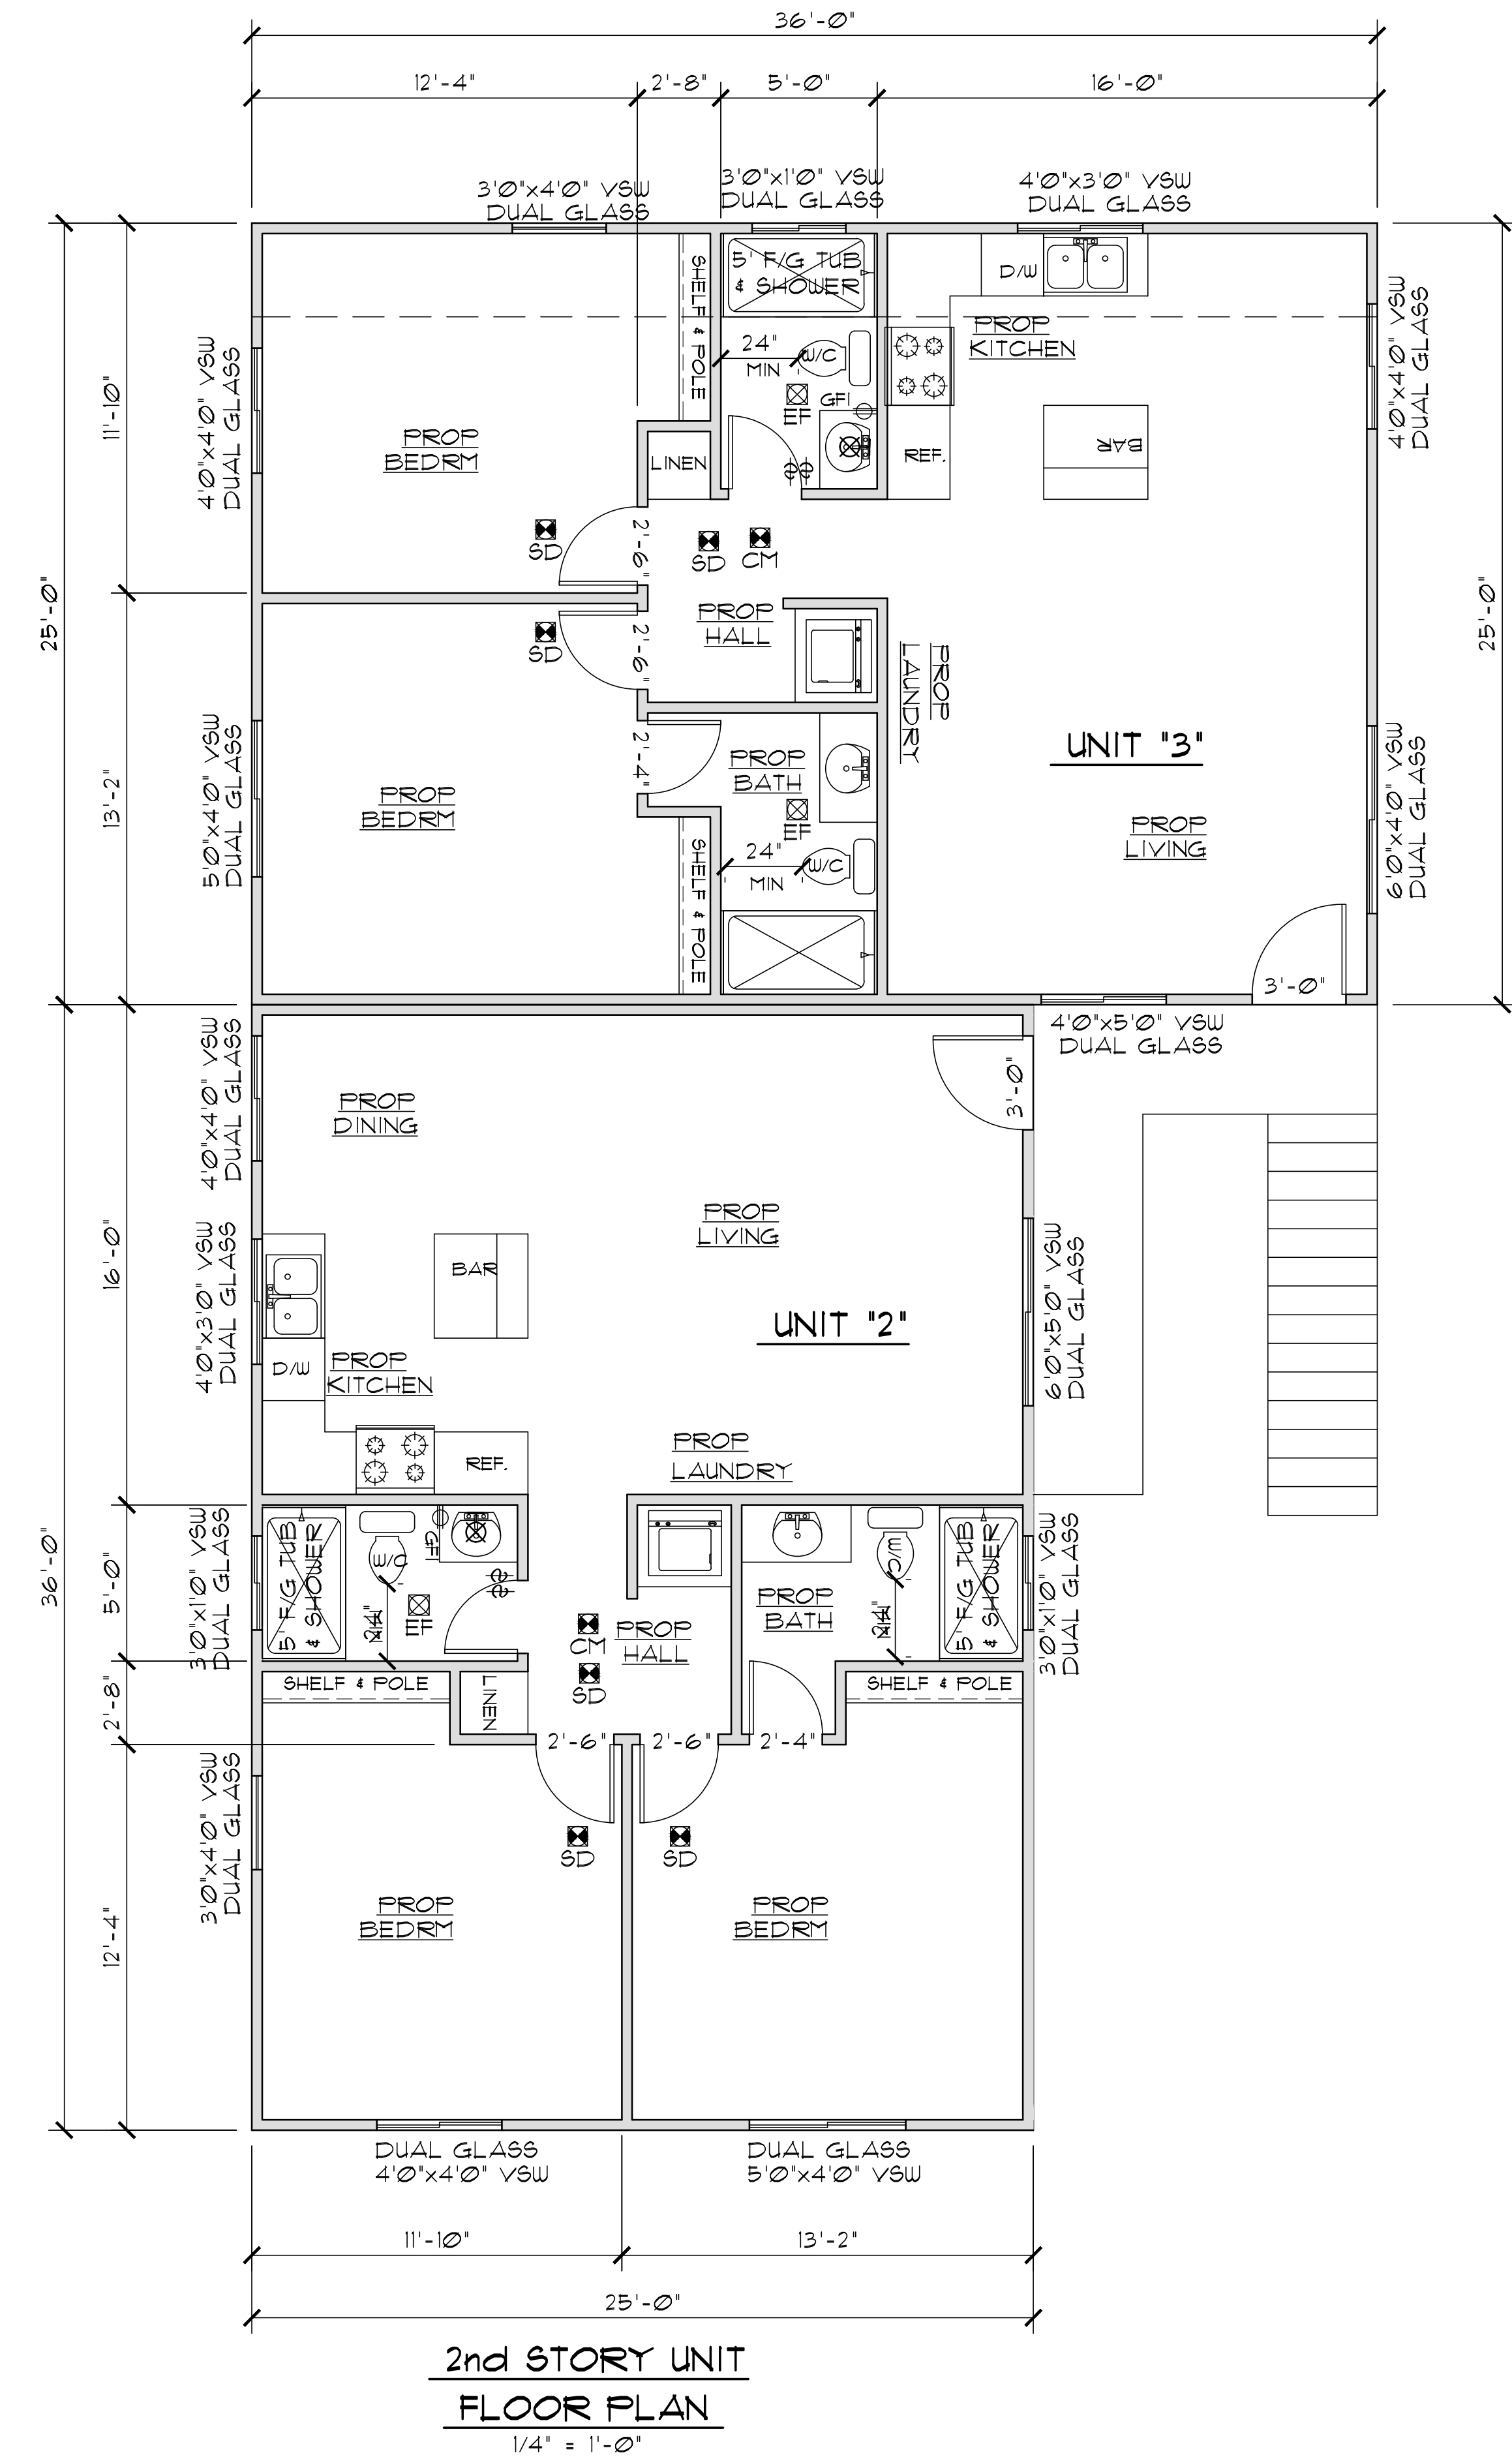 36'-0"
12'-4"
2'-8"
5'-0"
16'-0"
3'0"x4'0" VSW
DUAL GLASS
3'0"x1'0" VSW
DUAL GLASS
4'0"x3'0" VSW
DUAL GLASS
25'-0"
11'-10"
13'-2"
4'0"x4'0" VSW
DUAL GLASS
5'0"x4'0" VSW
DUAL GLASS
SHELF & POLE
5' F/G TUB
& SHOWER
D/W
PROP
KITCHEN
24"
MIN
W/C
EF
GFI
REF.
BAR
PROP
BEDRM
LINEN
SD
2'-6"
SD
CM
4'0"x4'0" VSW
DUAL GLASS
25'-0"
SD
2'-6"
PROP
HALL
PROP
LAUNDRY
UNIT "3"
2'-4"
PROP
BATH
EF
PROP
BEDRM
PROP
LIVING
24"
MIN
W/C
SHELF & POLE
6'0"x4'0" VSW
DUAL GLASS
3'-0"
4'0"x5'0" VSW
DUAL GLASS
36'-0"
16'-0"
5'-0"
2'-8"
12'-4"
4'0"x4'0" VSW
DUAL GLASS
4'0"x3'0" VSW
DUAL GLASS
3'0"x1'0" VSW
DUAL GLASS
3'0"x4'0" VSW
DUAL GLASS
3'-0"
PROP
DINING
PROP
LIVING
BAR
UNIT "2"
D/W
PROP
KITCHEN
REF.
PROP
LAUNDRY
6'0"x5'0" VSW
DUAL GLASS
5' F/G TUB
& SHOWER
W/C
GFI
24"
MIN
EF
CM
SD
PROP
HALL
PROP
BATH
W/C
24"
MIN
5' F/G TUB
& SHOWER
3'0"x1'0" VSW
DUAL GLASS
SHELF & POLE
LINEN
SHELF & POLE
2'-6"
2'-6"
2'-4"
SD
SD
PROP
BEDRM
PROP
BEDRM
DUAL GLASS
4'0"x4'0" VSW
DUAL GLASS
5'0"x4'0" VSW
11'-10"
13'-2"
25'-0"
2nd STORY UNIT
FLOOR PLAN
1/4" = 1'-0"